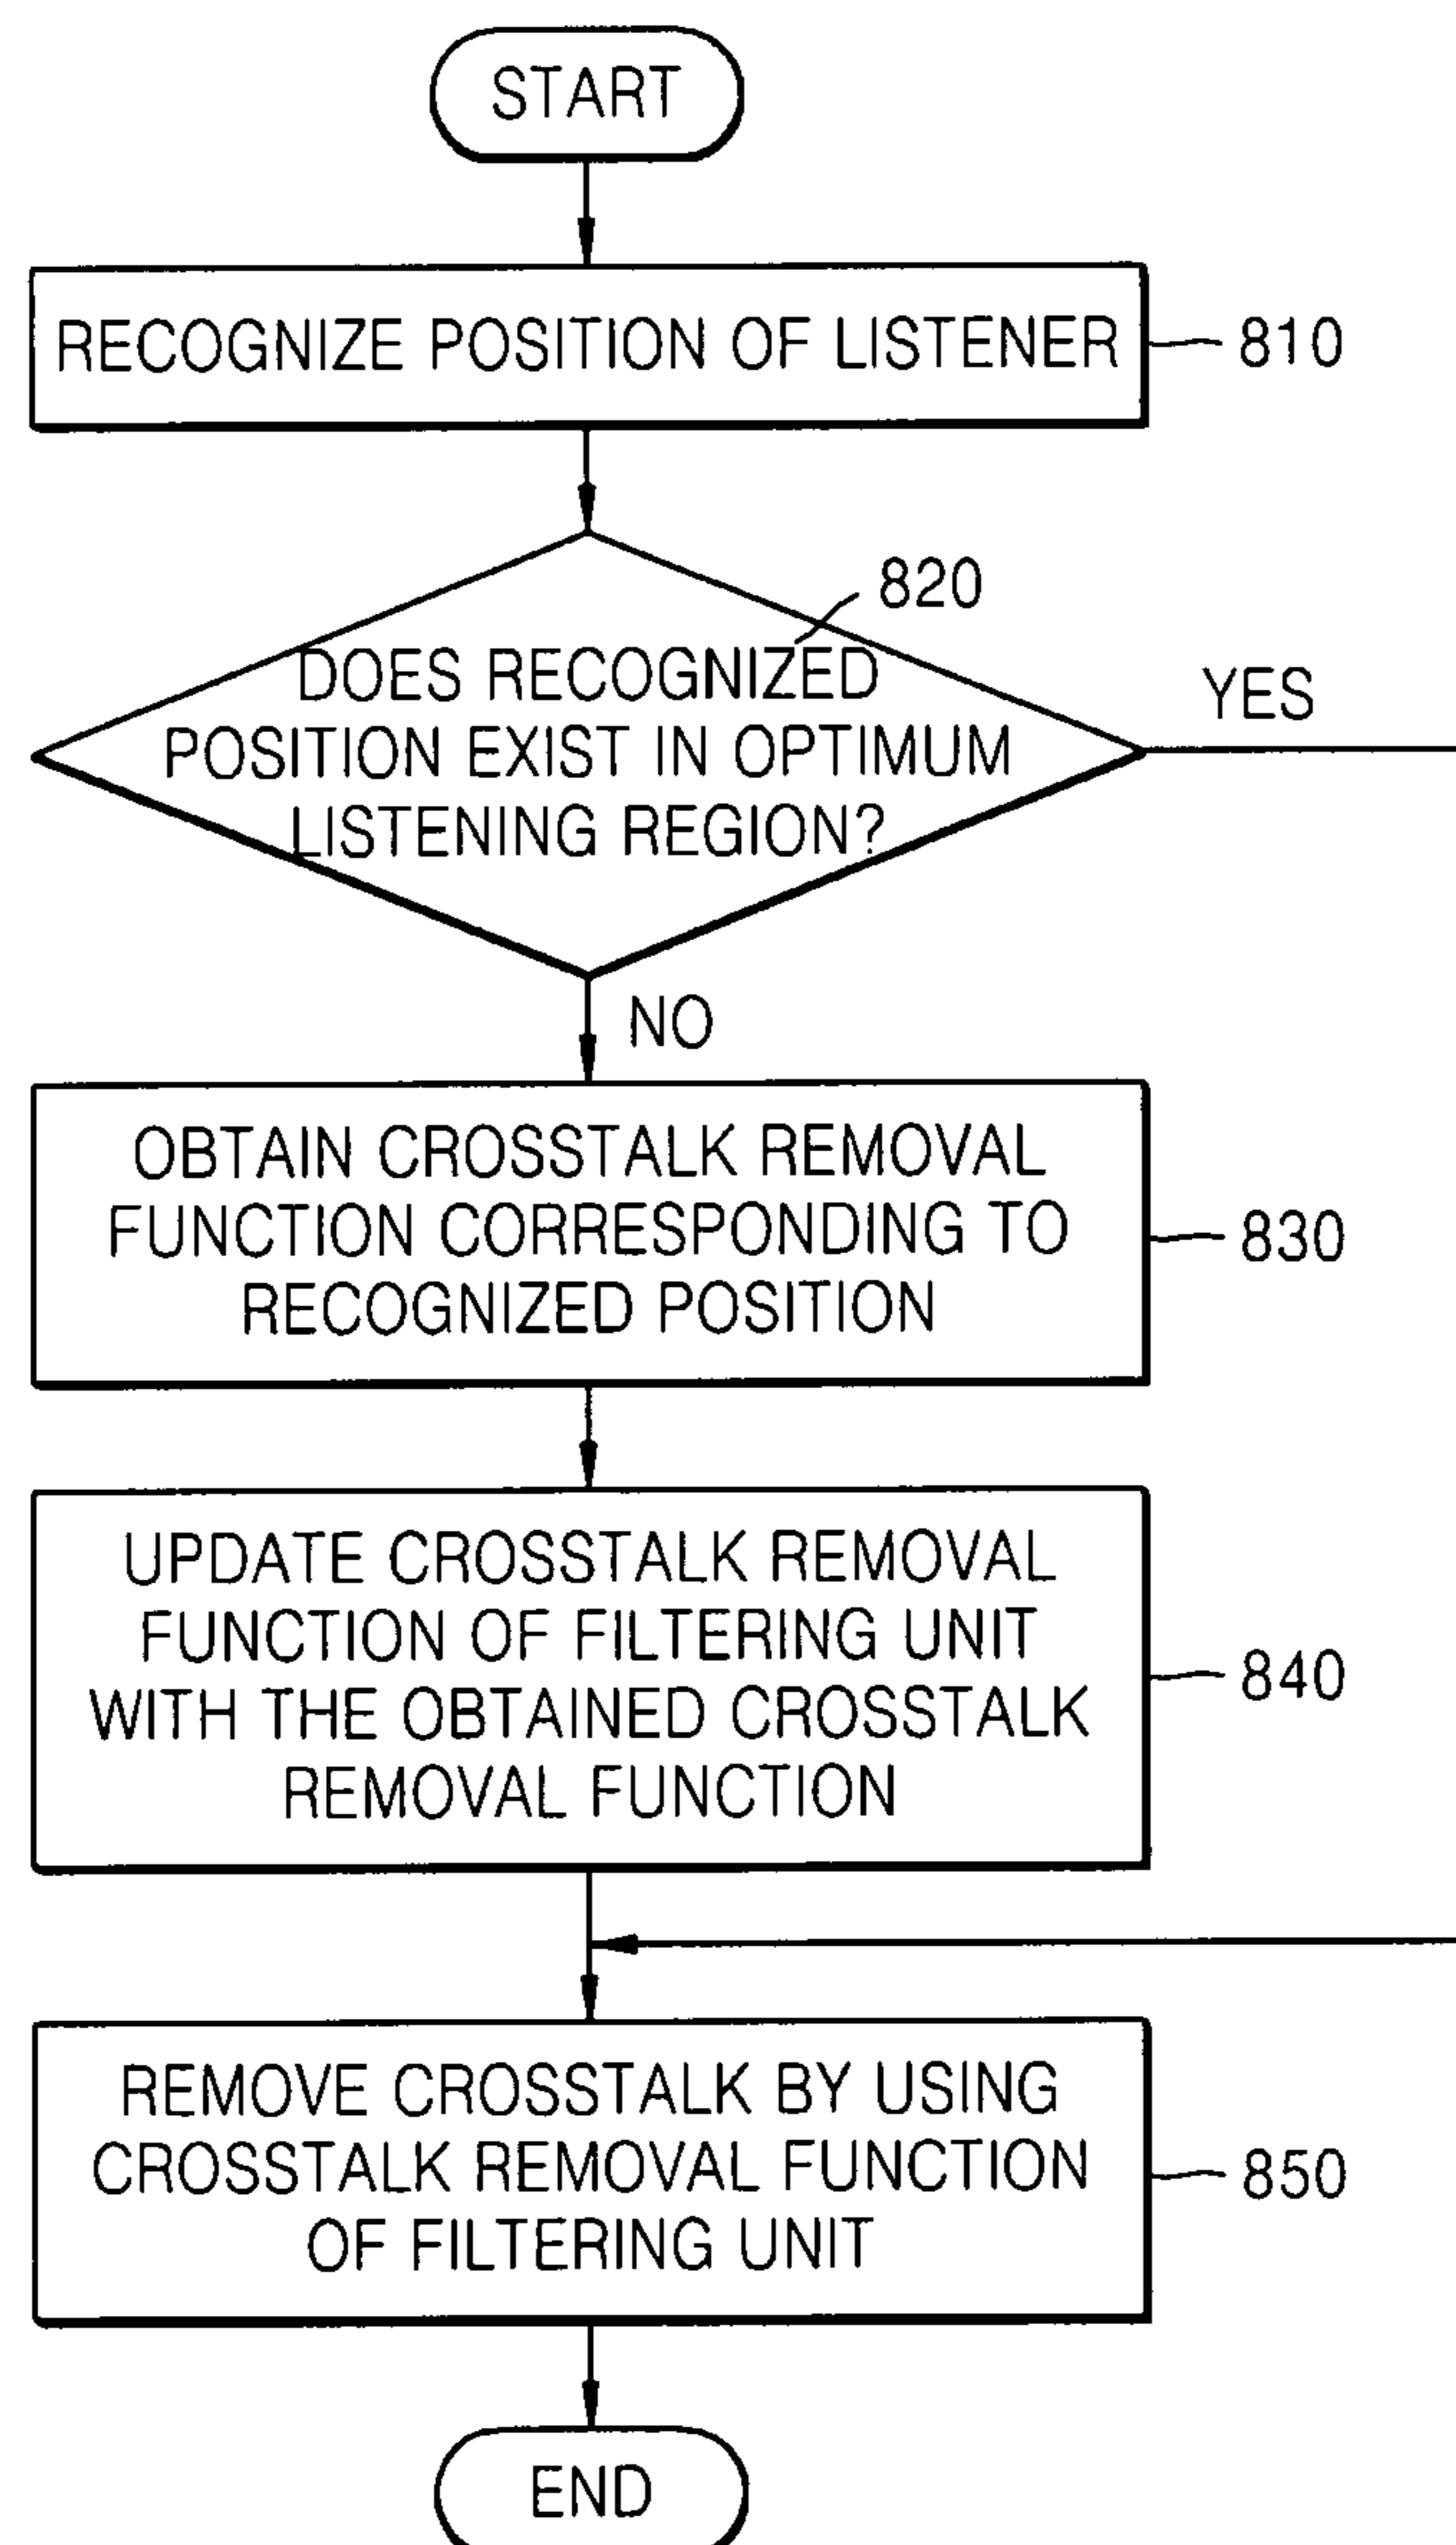 START
RECOGNIZE POSITION OF LISTENER
810
820
DOES RECOGNIZED
POSITION EXIST IN OPTIMUM
LISTENING REGION?
YES
NO
OBTAIN CROSSTALK REMOVAL
FUNCTION CORRESPONDING TO
RECOGNIZED POSITION
830
UPDATE CROSSTALK REMOVAL
FUNCTION OF FILTERING UNIT
WITH THE OBTAINED CROSSTALK
REMOVAL FUNCTION
840
REMOVE CROSSTALK BY USING
CROSSTALK REMOVAL FUNCTION
OF FILTERING UNIT
850
END